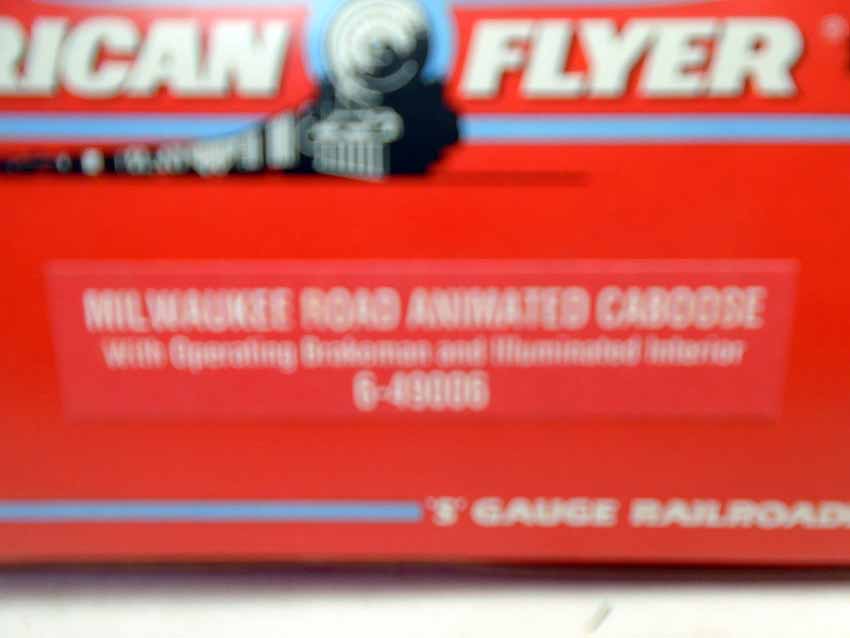 RICAN FLYER
MILWAUKEE ROAD ANIMATED CABOOSE
With Operating Brakeman and Illuminated Interior
6-49006
"S" GAUGE RAILROAD